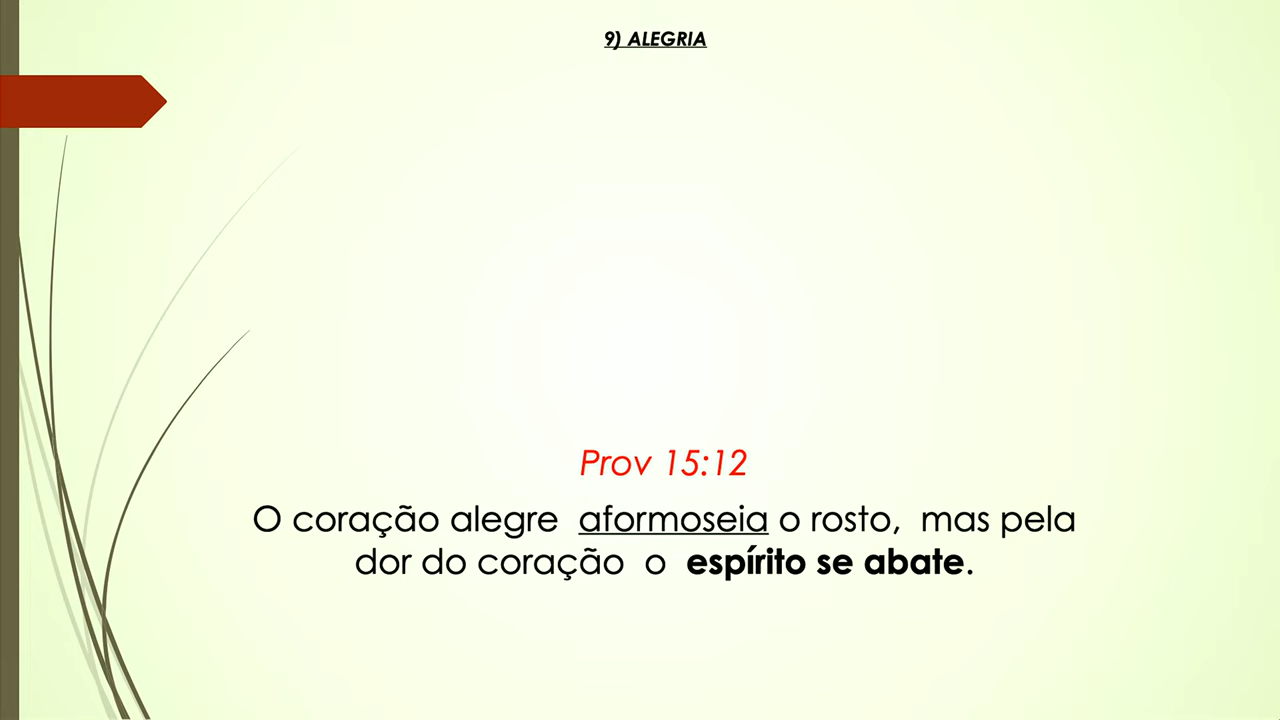 9) ALEGRIA
Prov 15:12
O coração alegre aformoseia o rosto, mas pela
dor do coração o espírito se abate.